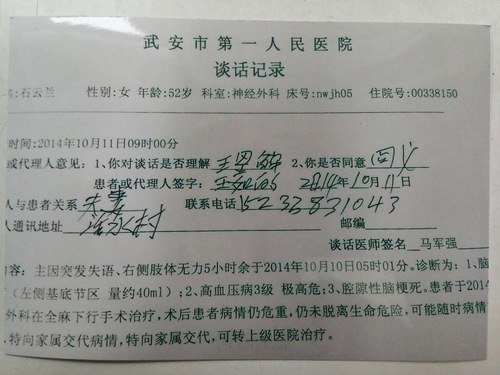 武安市第一人民医院
谈话记录
名:石云兰 性别:女 年龄:52岁 科室:神经外科 床号:nwjh05 住院号:00338150
时间:2014年10月11日09时00分
或代理人意见: 1、你对谈话是否理解 理解 2、你是否同意 同意
患者或代理人签字: 2014年10月11日
人与患者关系 夫妻 联系电话 15233831043
人通讯地址 村 邮编
谈话医师签名 马军强
内容: 主因突发失语、右侧肢体无力5小时余于2014年10月10日05时01分。诊断为: 1、脑
(左侧基底节区 量约40ml); 2、高血压病3级 极高危; 3、腔隙性脑梗死。患者于2014
外科在全麻下行手术治疗, 术后患者病情仍危重, 仍未脱离生命危险, 可能随时病情
特向家属交代病情, 特向家属交代, 可转上级医院治疗。